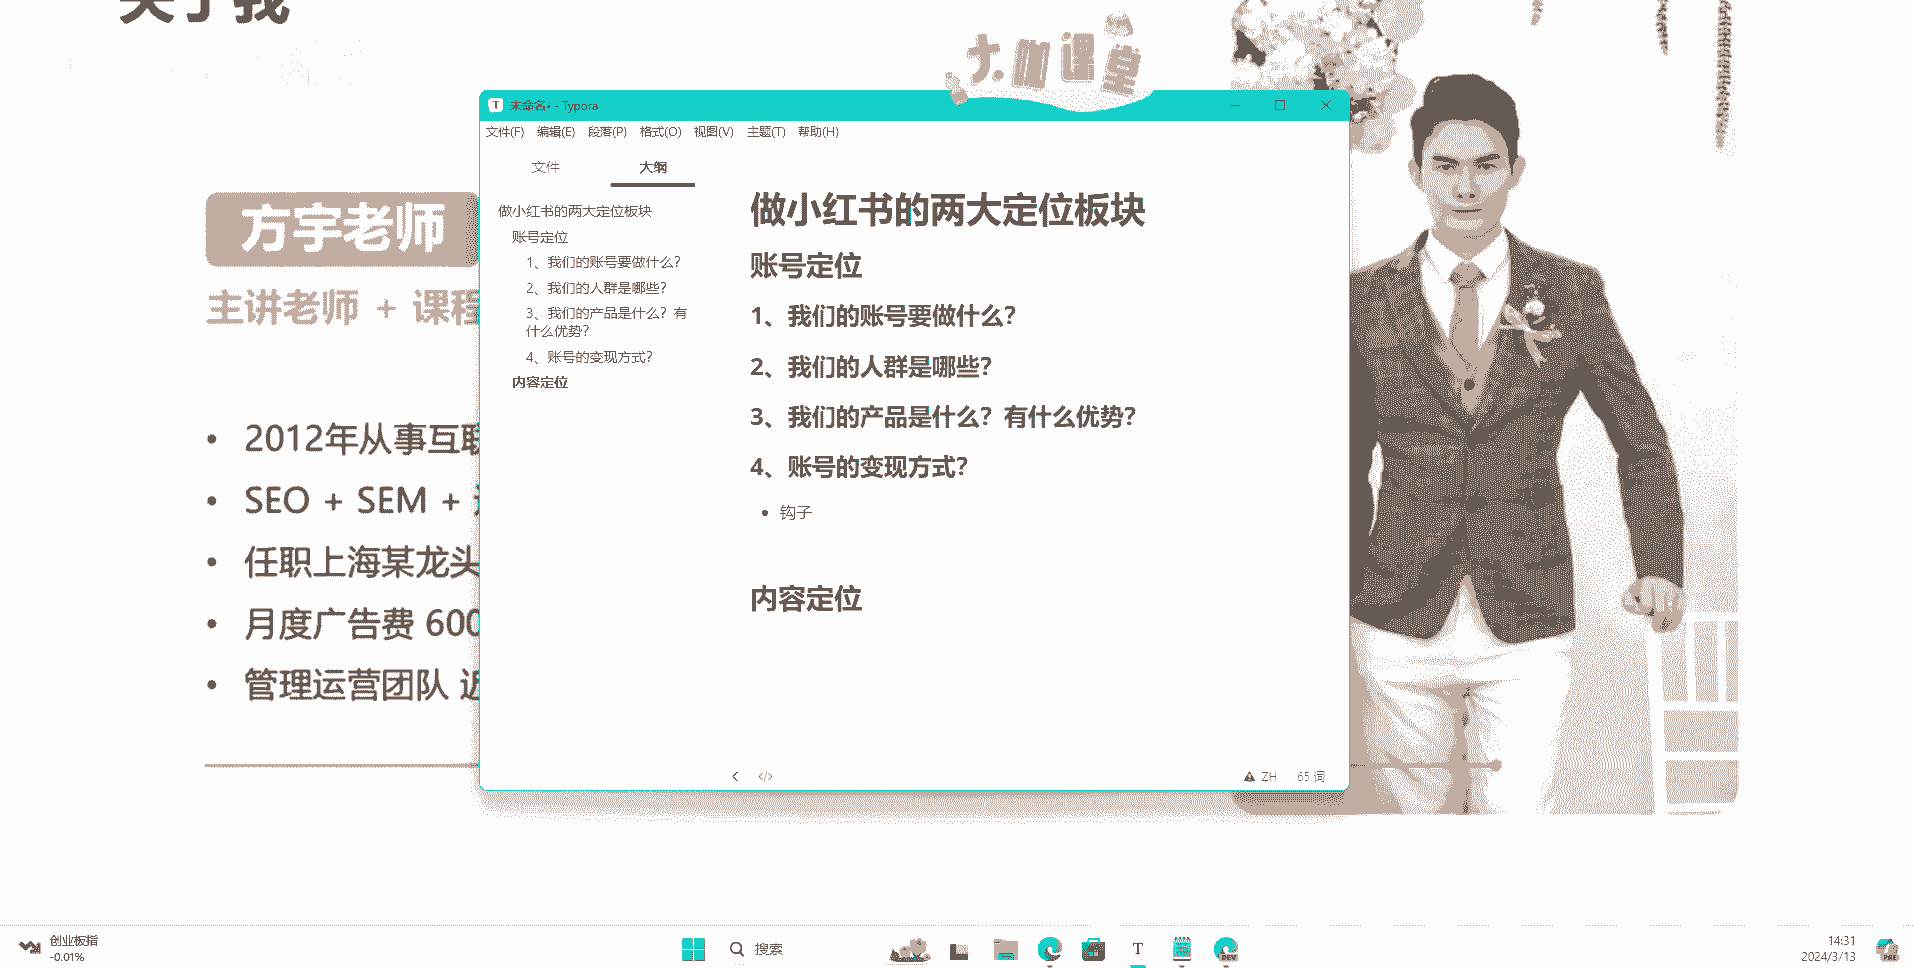 关于我
大咖课堂
未命名• - Typora
文件(F) 编辑(E) 段落(P) 格式(O) 视图(V) 主题(T) 帮助(H)
文件 大纲
做小红书的两大定位板块
账号定位
1、我们的账号要做什么？
2、我们的人群是哪些？
3、我们的产品是什么？有
什么优势？
4、账号的变现方式？
内容定位
做小红书的两大定位板块
账号定位
1、我们的账号要做什么？
2、我们的人群是哪些？
3、我们的产品是什么？有什么优势？
4、账号的变现方式？
• 钩子
内容定位
</> ZH 65 词
方宇老师
主讲老师 + 课程
• 2012年从事互联
• SEO + SEM +
• 任职上海某龙头
• 月度广告费 600
• 管理运营团队 近
创业板指
-0.01%
搜索
T
DEV
14:31
2024/3/13
PRE